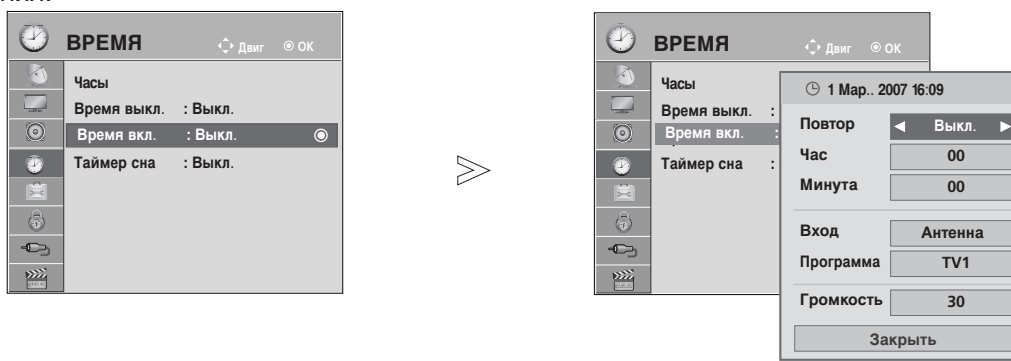 ВРЕМЯ
Двиг ОК
Часы
Время выкл. : Выкл.
Время вкл. : Выкл.
Таймер сна : Выкл.
ВРЕМЯ
Двиг ОК
Часы
Время выкл. :
Время вкл. :
Таймер сна :
1 Мар.. 2007 16:09
Повтор ◀ Выкл. ▶
Час 00
Минута 00
Вход Антенна
Программа TV1
Громкость 30
Закрыть